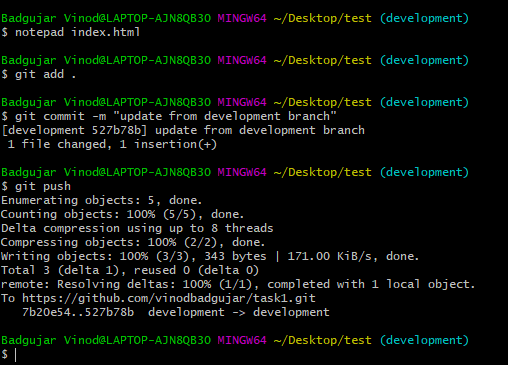 Badgujar Vinod@LAPTOP-AJN8QB3O MINGW64 ~/Desktop/test (development)
$ notepad index.html
Badgujar Vinod@LAPTOP-AJN8QB3O MINGW64 ~/Desktop/test (development)
$ git add .
Badgujar Vinod@LAPTOP-AJN8QB3O MINGW64 ~/Desktop/test (development)
$ git commit -m "update from development branch"
[development 527b78b] update from development branch
 1 file changed, 1 insertion(+)
Badgujar Vinod@LAPTOP-AJN8QB3O MINGW64 ~/Desktop/test (development)
$ git push
Enumerating objects: 5, done.
Counting objects: 100% (5/5), done.
Delta compression using up to 8 threads
Compressing objects: 100% (2/2), done.
Writing objects: 100% (3/3), 343 bytes | 171.00 KiB/s, done.
Total 3 (delta 1), reused 0 (delta 0)
remote: Resolving deltas: 100% (1/1), completed with 1 local object.
To https://github.com/vinodbadgujar/task1.git
   7b20e54..527b78b  development -> development
Badgujar Vinod@LAPTOP-AJN8QB3O MINGW64 ~/Desktop/test (development)
$